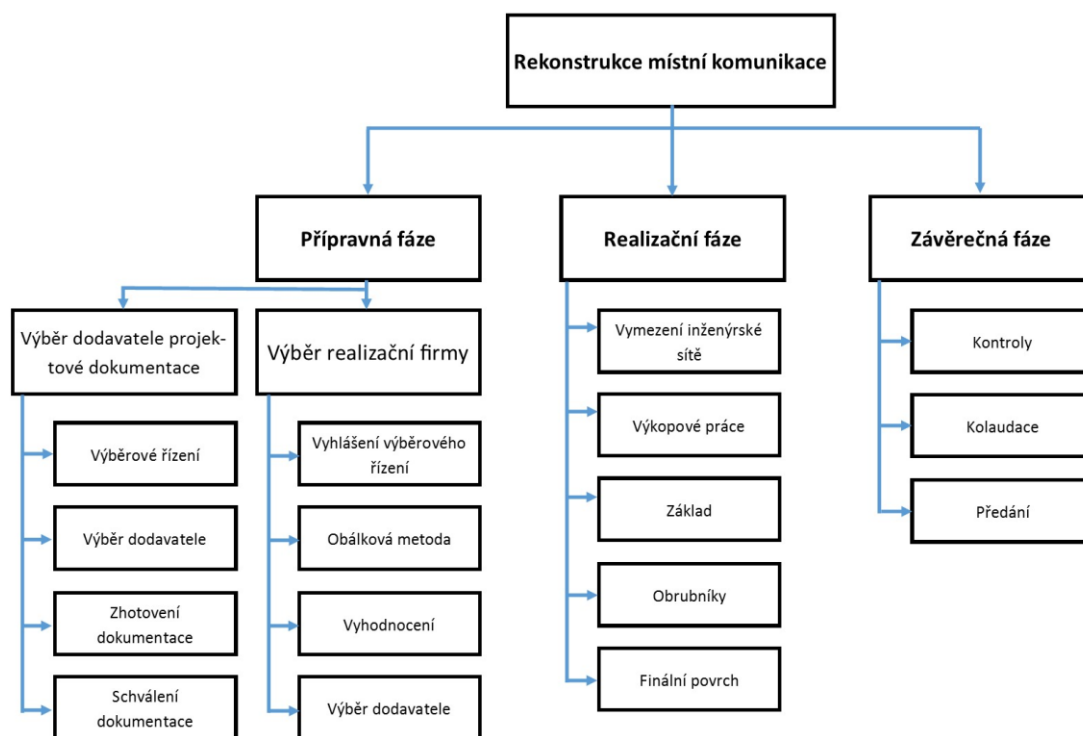 Rekonstrukce místní komunikace
Přípravná fáze
Realizační fáze
Závěrečná fáze
Výběr dodavatele projek-
tové dokumentace
Výběr realizační firmy
Výběrové řízení
Výběr dodavatele
Zhotovení
dokumentace
Schválení
dokumentace
Vyhlášení výběrového
řízení
Obálková metoda
Vyhodnocení
Výběr dodavatele
Vymezení inženýrské
sítě
Výkopové práce
Základ
Obrubníky
Finální povrch
Kontroly
Kolaudace
Předání